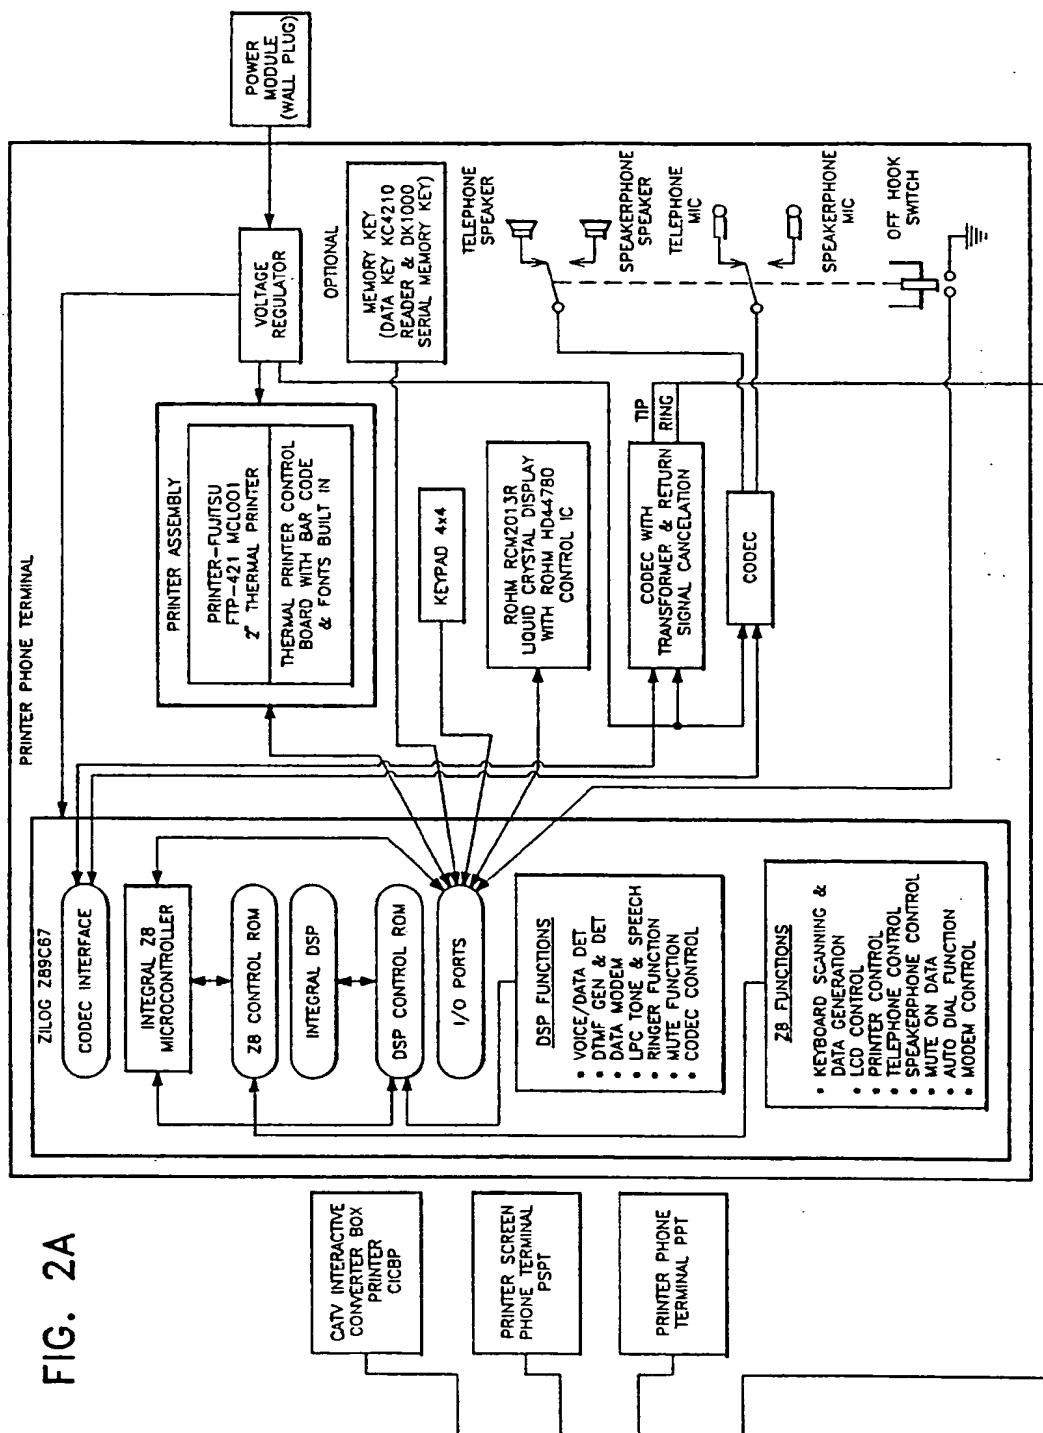 FIG. 2A
PRINTER PHONE TERMINAL
ZILOG Z89C67
CODEC INTERFACE
INTEGRAL Z8
MICROCONTROLLER
Z8 CONTROL ROM
INTEGRAL DSP
DSP CONTROL ROM
I/O PORTS
DSP FUNCTIONS
• VOICE/DATA DET
• DTMF GEN & DET
• DATA MODEM
• LPC TONE & SPEECH
• RINGER FUNCTION
• MUTE FUNCTION
• CODEC CONTROL
Z8 FUNCTIONS
• KEYBOARD SCANNING &
DATA GENERATION
• LCD CONTROL
• PRINTER CONTROL
• TELEPHONE CONTROL
• SPEAKERPHONE CONTROL
• MUTE ON DATA
• AUTO DIAL FUNCTION
• MODEM CONTROL
PRINTER ASSEMBLY
PRINTER-FUJITSU
FTP-421 MCL001
2" THERMAL PRINTER
THERMAL PRINTER CONTROL
BOARD WITH BAR CODE
& FONTS BUILT IN
VOLTAGE
REGULATOR
POWER
MODULE
(WALL PLUG)
OPTIONAL
MEMORY KEY
(DATA KEY KC4210
READER & DK1000
SERIAL MEMORY KEY)
KEYPAD 4x4
ROHM RCM2013R
LIQUID CRYSTAL DISPLAY
WITH ROHM HD44780
CONTROL IC
CODEC WITH
TRANSFORMER & RETURN
SIGNAL CANCELATION
TIP
RING
CODEC
TELEPHONE
SPEAKER
SPEAKERPHONE
SPEAKER
TELEPHONE
MIC
SPEAKERPHONE
MIC
OFF HOOK
SWITCH
CATV INTERACTIVE
CONVERTER BOX
PRINTER
CICBP
PRINTER SCREEN
PHONE TERMINAL
PSPT
PRINTER PHONE
TERMINAL PPT